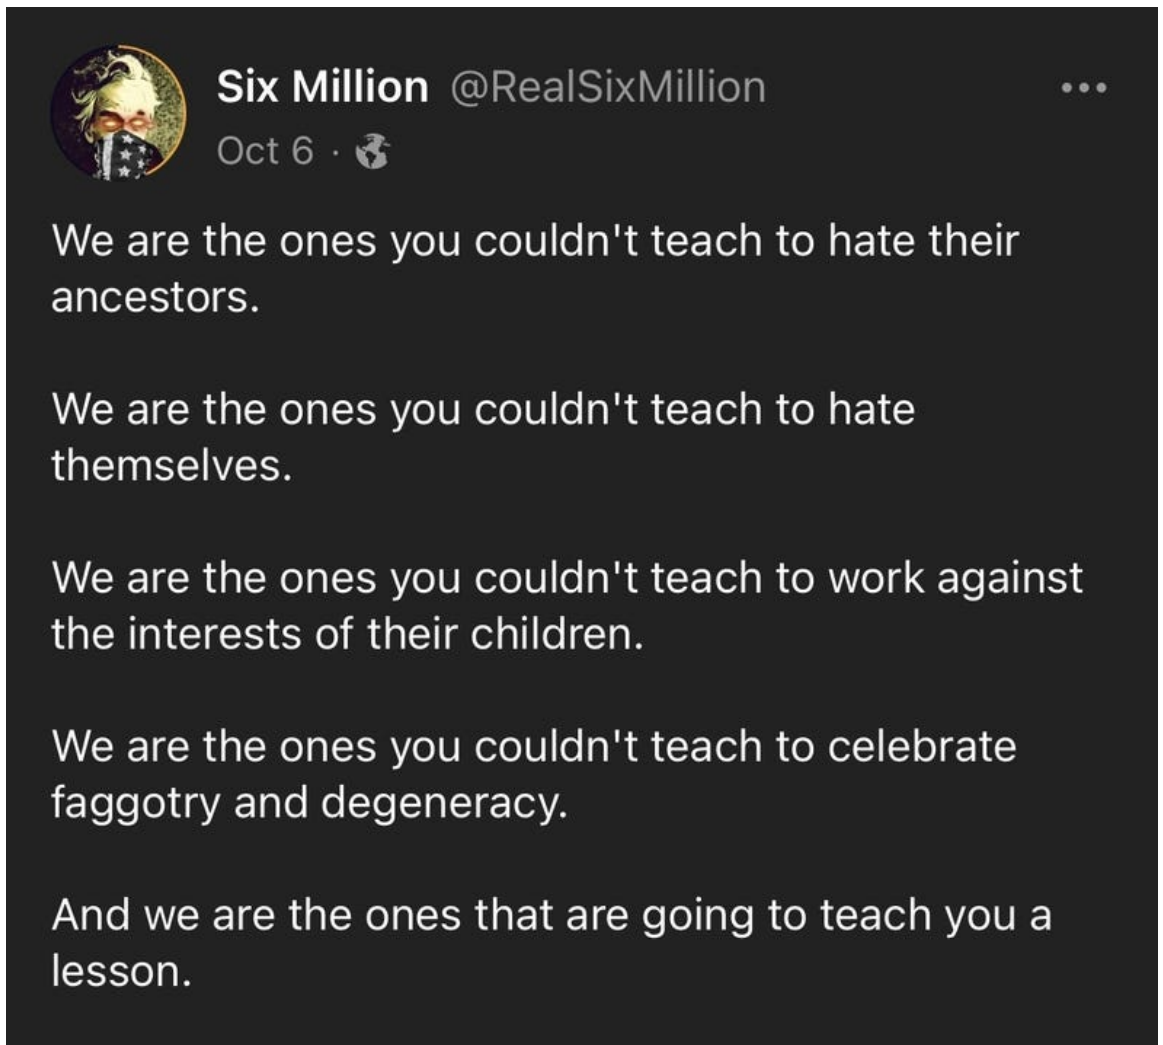 Six Million @RealSixMillion
Oct 6 ·
We are the ones you couldn't teach to hate their
ancestors.
We are the ones you couldn't teach to hate
themselves.
We are the ones you couldn't teach to work against
the interests of their children.
We are the ones you couldn't teach to celebrate
faggotry and degeneracy.
And we are the ones that are going to teach you a
lesson.